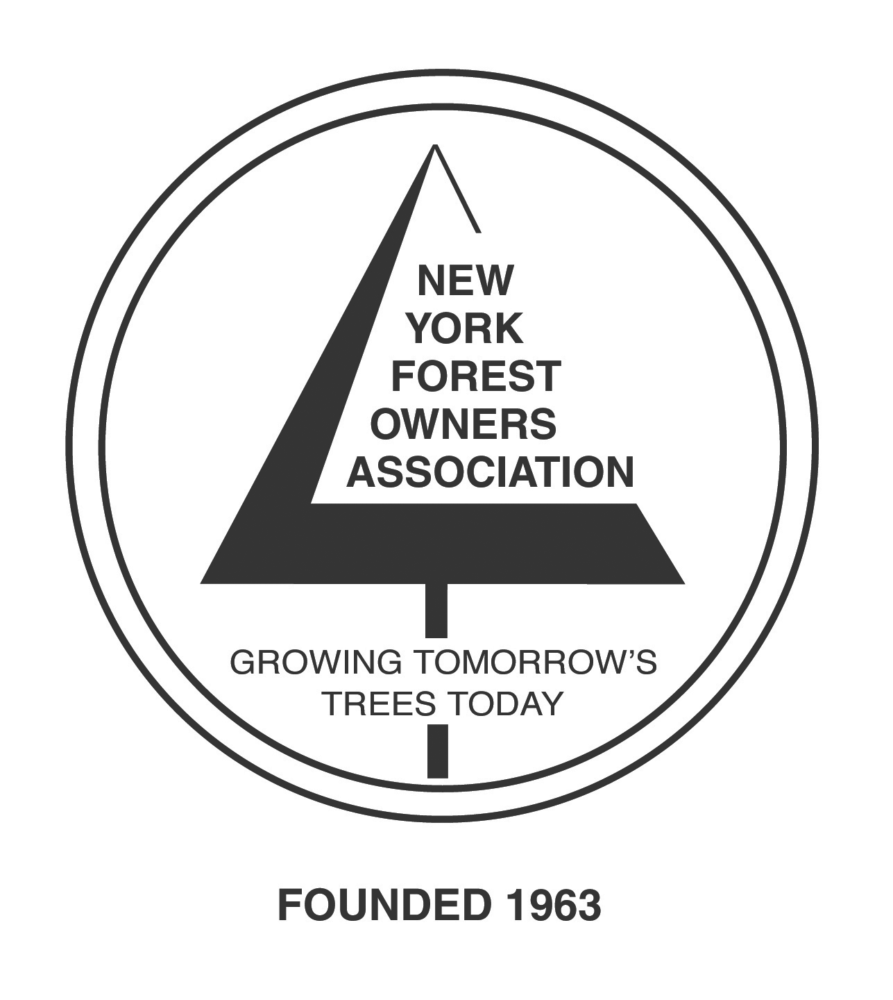 NEW
YORK
FOREST
OWNERS
ASSOCIATION
GROWING TOMORROW’S
TREES TODAY
FOUNDED 1963